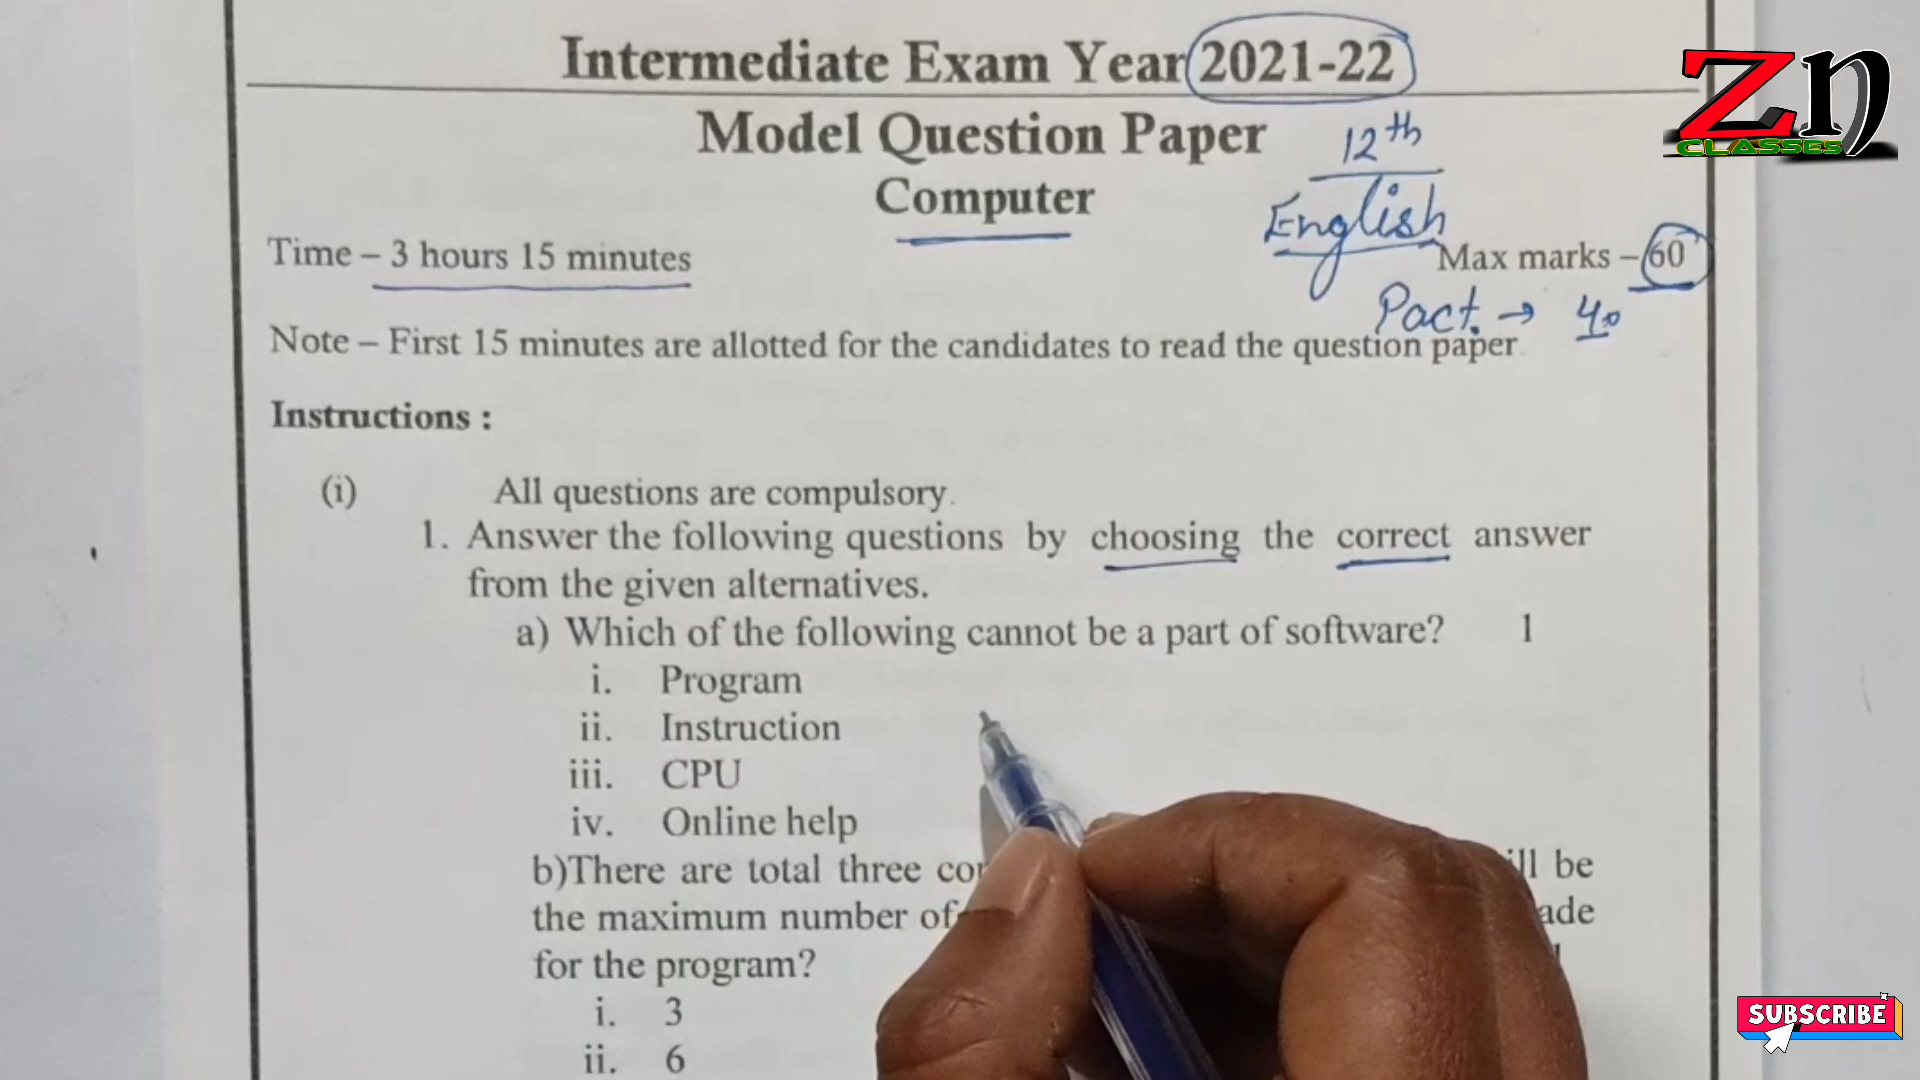 Intermediate Exam Year 2021-22
Model Question Paper
12th
Computer
English
Time – 3 hours 15 minutes
Max marks – 60
Pact. → 40
Note – First 15 minutes are allotted for the candidates to read the question paper.
Instructions :
(i) All questions are compulsory.
1. Answer the following questions by choosing the correct answer
from the given alternatives.
a) Which of the following cannot be a part of software? 1
i. Program
ii. Instruction
iii. CPU
iv. Online help
b)There are total three
be
the maximum number of
for the program?
i. 3
ii. 6
Zn
CLASSES
SUBSCRIBE